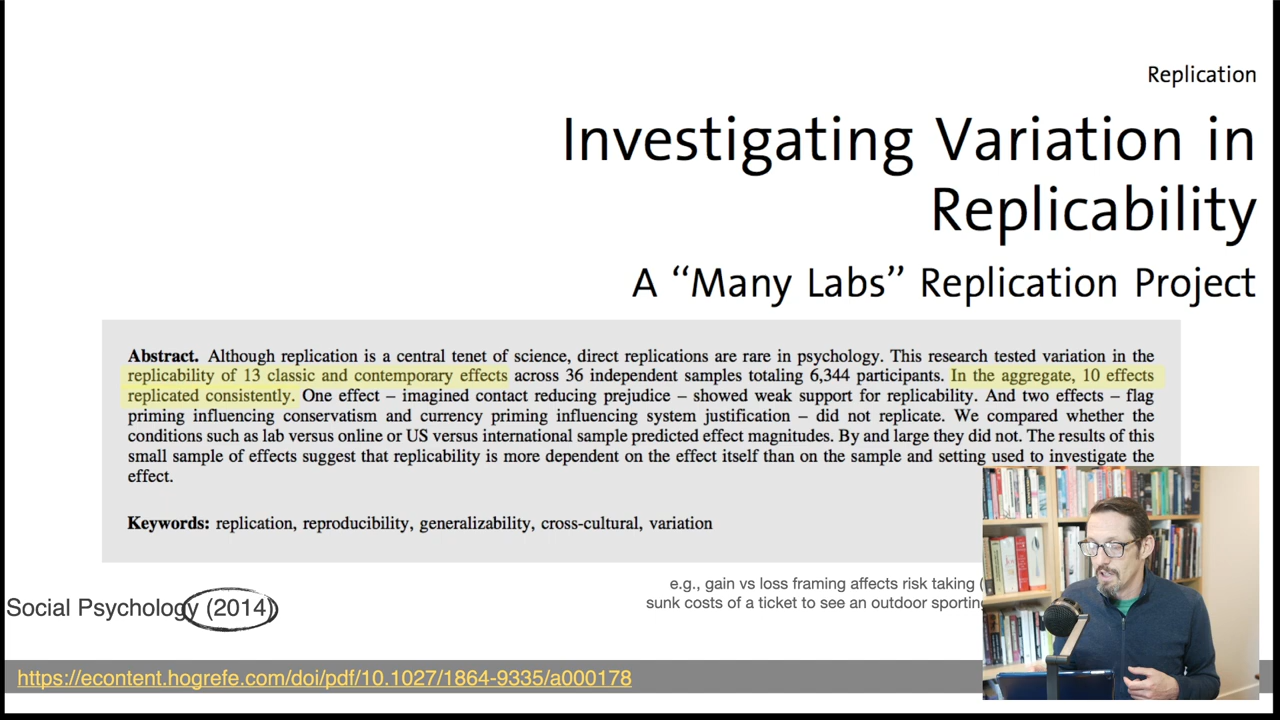 Replication
Investigating Variation in
Replicability
A “Many Labs” Replication Project
Abstract. Although replication is a central tenet of science, direct replications are rare in psychology. This research tested variation in the
replicability of 13 classic and contemporary effects across 36 independent samples totaling 6,344 participants. In the aggregate, 10 effects
replicated consistently. One effect – imagined contact reducing prejudice – showed weak support for replicability. And two effects – flag
priming influencing conservatism and currency priming influencing system justification – did not replicate. We compared whether the
conditions such as lab versus online or US versus international sample predicted effect magnitudes. By and large they did not. The results of this
small sample of effects suggest that replicability is more dependent on the effect itself than on the sample and setting used to investigate the
effect.
Keywords: replication, reproducibility, generalizability, cross-cultural, variation
e.g., gain vs loss framing affects risk taking (
sunk costs of a ticket to see an outdoor sporting
Social Psychology (2014)
https://econtent.hogrefe.com/doi/pdf/10.1027/1864-9335/a000178